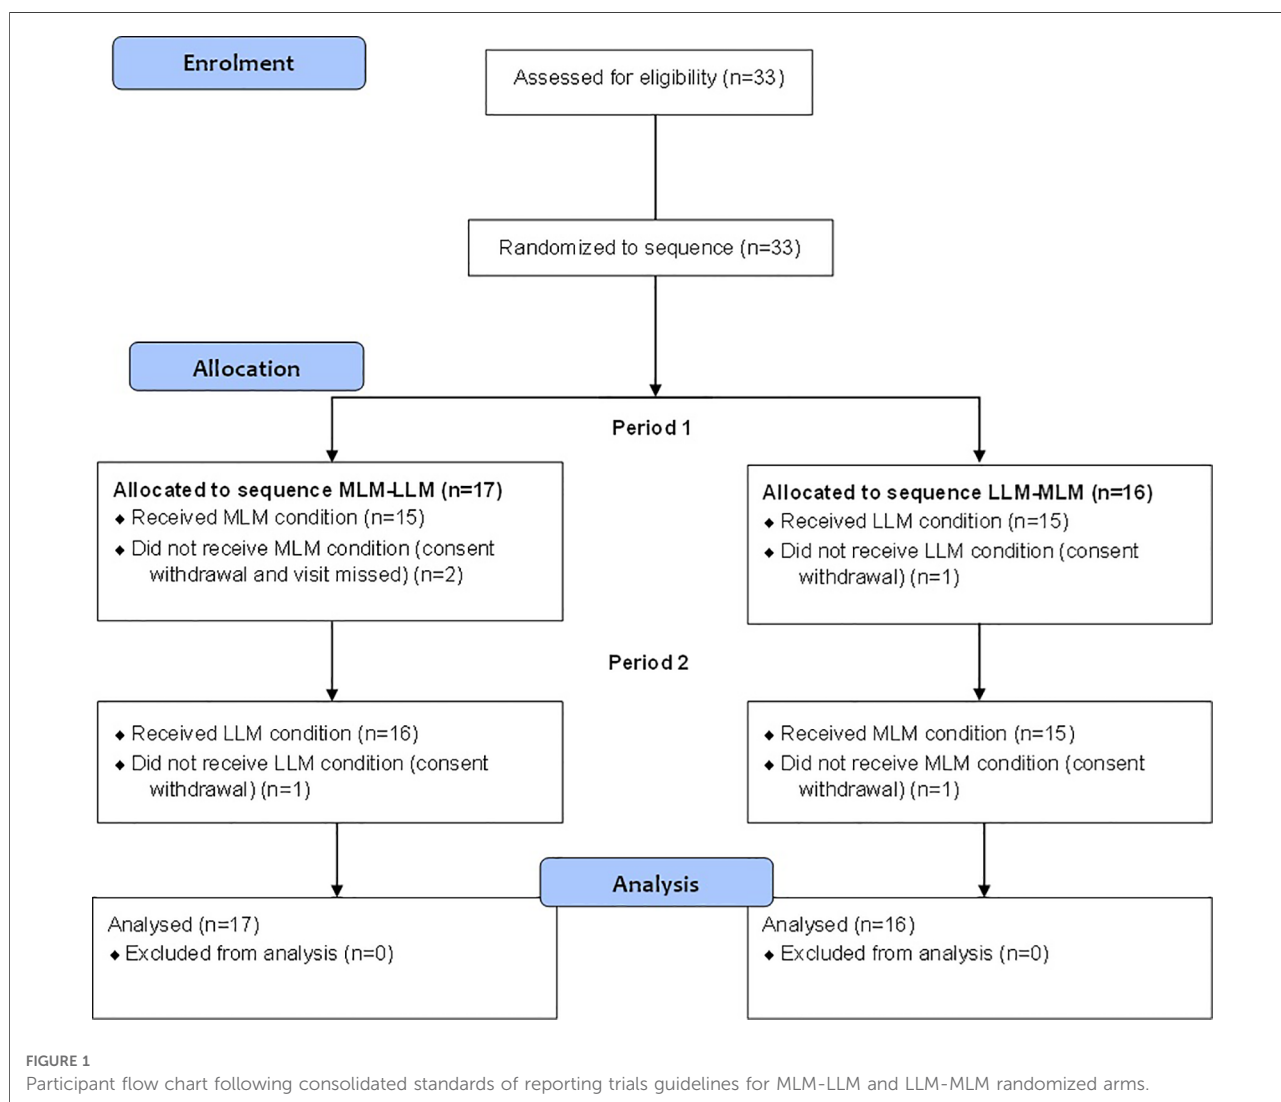 Enrolment
Assessed for eligibility (n=33)
Randomized to sequence (n=33)
Allocation
Period 1
Allocated to sequence MLM-LLM (n=17)
◆ Received MLM condition (n=15)
◆ Did not receive MLM condition (consent
withdrawal and visit missed) (n=2)
Allocated to sequence LLM-MLM (n=16)
◆ Received LLM condition (n=15)
◆ Did not receive LLM condition (consent
withdrawal) (n=1)
Period 2
◆ Received LLM condition (n=16)
◆ Did not receive LLM condition (consent
withdrawal) (n=1)
◆ Received MLM condition (n=15)
◆ Did not receive MLM condition (consent
withdrawal) (n=1)
Analysis
Analysed (n=17)
◆ Excluded from analysis (n=0)
Analysed (n=16)
◆ Excluded from analysis (n=0)
FIGURE 1
Participant flow chart following consolidated standards of reporting trials guidelines for MLM-LLM and LLM-MLM randomized arms.